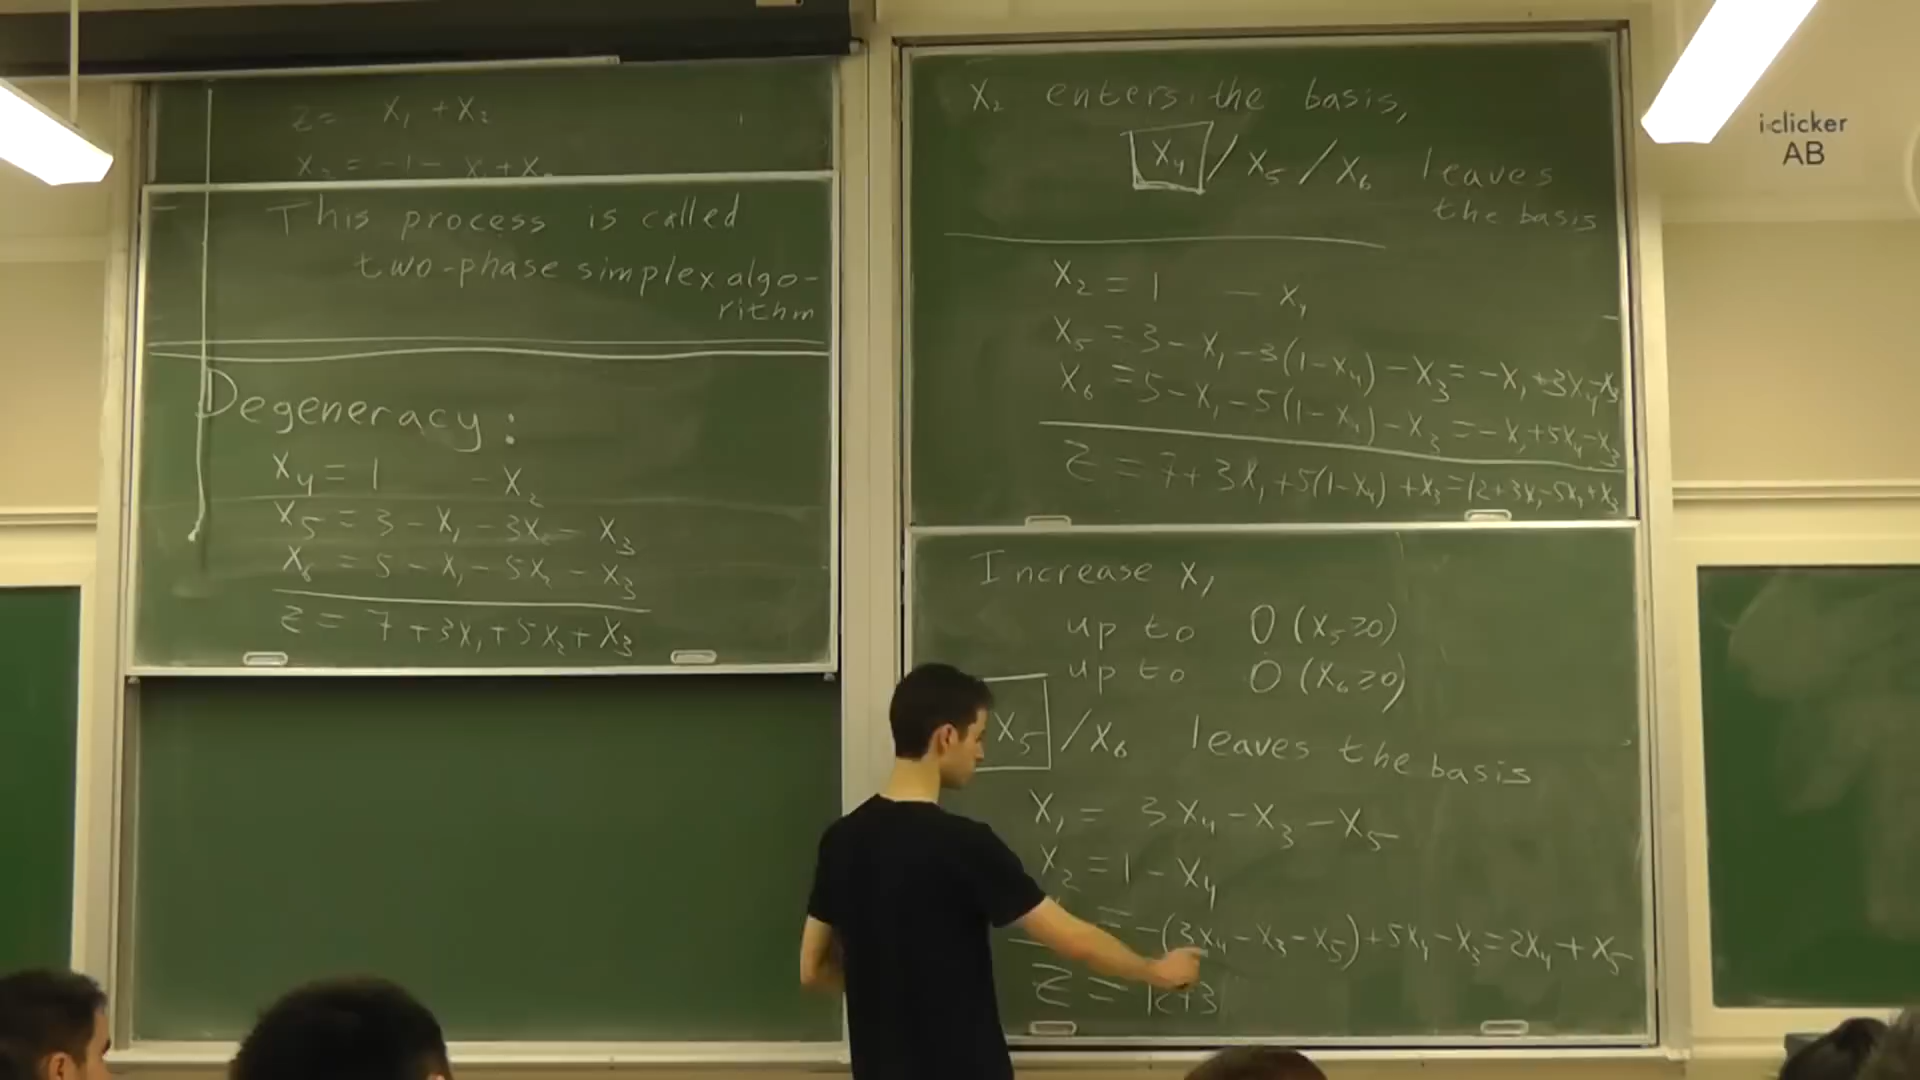 z = x₁ + x₂
x₃ = -1 - x₁ + x₀
This process is called
two-phase simplex algo-
rithm
Degeneracy:
x₄ = 1 - x₂
x₅ = 3 - x₁ - 3x₂ - x₃
x₆ = 5 - x₁ - 5x₂ - x₃
z = 7 + 3x₁ + 5x₂ + x₃
x₂ enters the basis,
x₄ / x₅ / x₆ leaves
the basis
x₂ = 1 - x₄
x₅ = 3 - x₁ - 3(1 - x₄) - x₃ = -x₁ + 3x₄ - x₃
x₆ = 5 - x₁ - 5(1 - x₄) - x₃ = -x₁ + 5x₄ - x₃
z = 7 + 3x₁ + 5(1 - x₄) + x₃ = 12 + 3x₁ - 5x₄ + x₃
Increase x₁
up to 0 (x₅ ≥ 0)
up to 0 (x₆ ≥ 0)
x₅ / x₆ leaves the basis
x₁ = 3x₄ - x₃ - x₅
x₂ = 1 - x₄
= -(3x₄ - x₃ - x₅) + 5x₄ - x₃ = 2x₄ + x₅
z = 12 + 3
i·clicker
AB